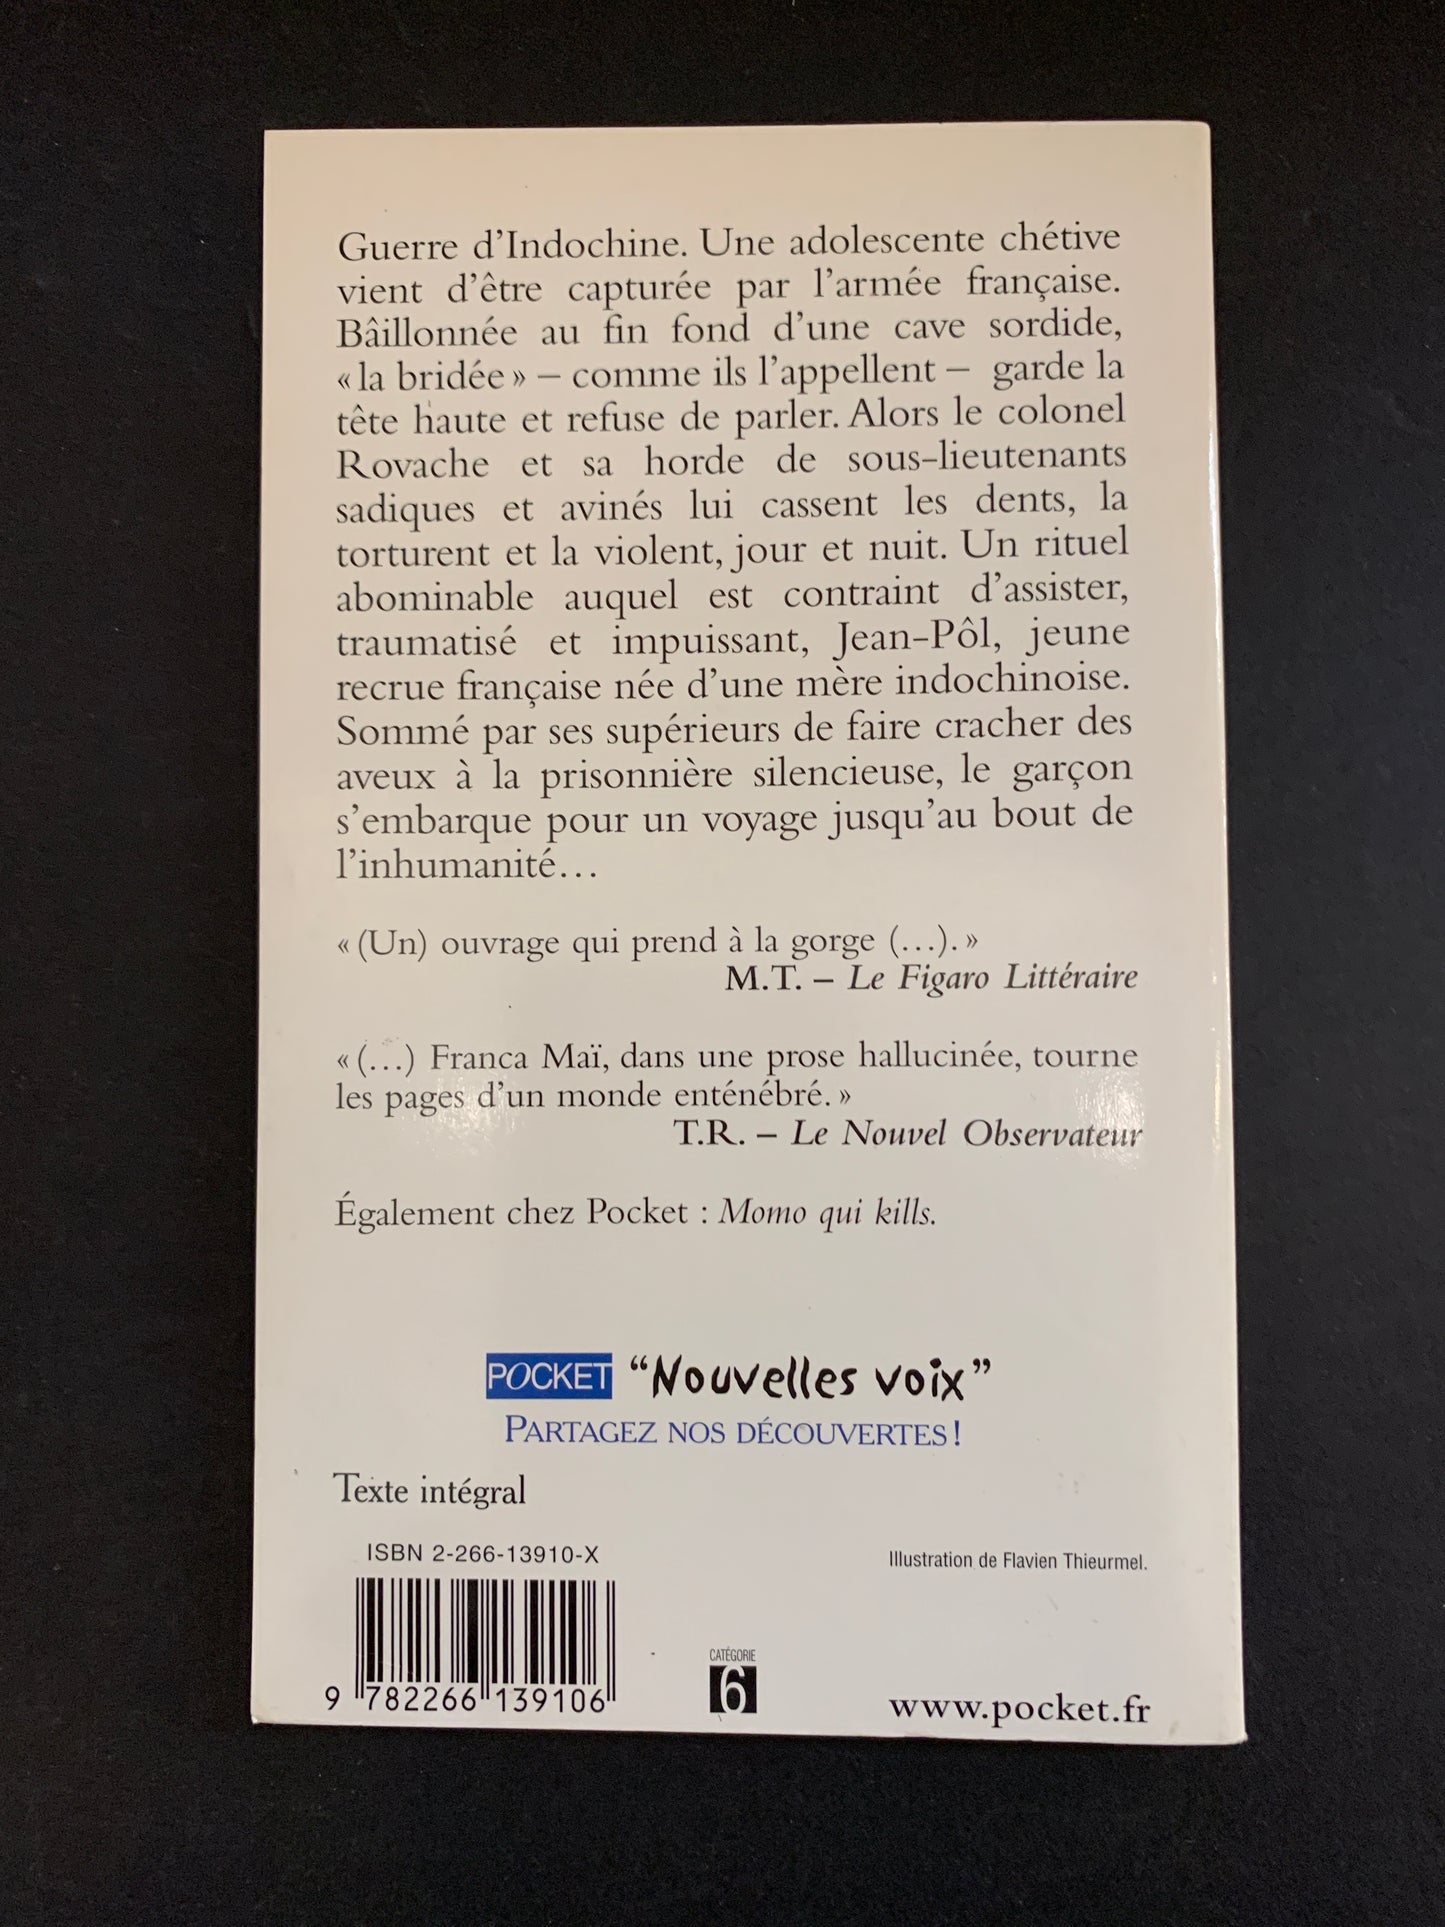 Guerre d'Indochine. Une adolescente chétive
vient d'être capturée par l'armée française.
Bâillonnée au fin fond d'une cave sordide,
« la bridée » – comme ils l'appellent – garde la
tête haute et refuse de parler. Alors le colonel
Rovache et sa horde de sous-lieutenants
sadiques et avinés lui cassent les dents, la
torturent et la violent, jour et nuit. Un rituel
abominable auquel est contraint d'assister,
traumatisé et impuissant, Jean-Pôl, jeune
recrue française née d'une mère indochinoise.
Sommé par ses supérieurs de faire cracher des
aveux à la prisonnière silencieuse, le garçon
s'embarque pour un voyage jusqu'au bout de
l'inhumanité...
« (Un) ouvrage qui prend à la gorge (...). »
M.T. – Le Figaro Littéraire
« (...) Franca Maï, dans une prose hallucinée, tourne
les pages d'un monde enténébré. »
T.R. – Le Nouvel Observateur
Également chez Pocket : Momo qui kills.
POCKET “Nouvelles voix”
PARTAGEZ NOS DÉCOUVERTES !
Texte intégral
ISBN 2-266-13910-X
Illustration de Flavien Thieurmel.
CATÉGORIE
6
9 782266 139106
www.pocket.fr